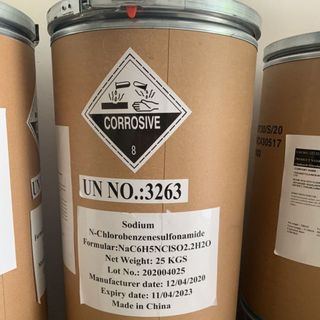 CORROSIVE
8
UN NO.:3263
Sodium
N-Chlorobenzenesulfonamide
Formular:NaC6H5NClSO2.2H2O
Net Weight: 25 KGS
Lot No.: 202004025
Manufacturer date: 12/04/2020
Expiry date: 11/04/2023
Made in China